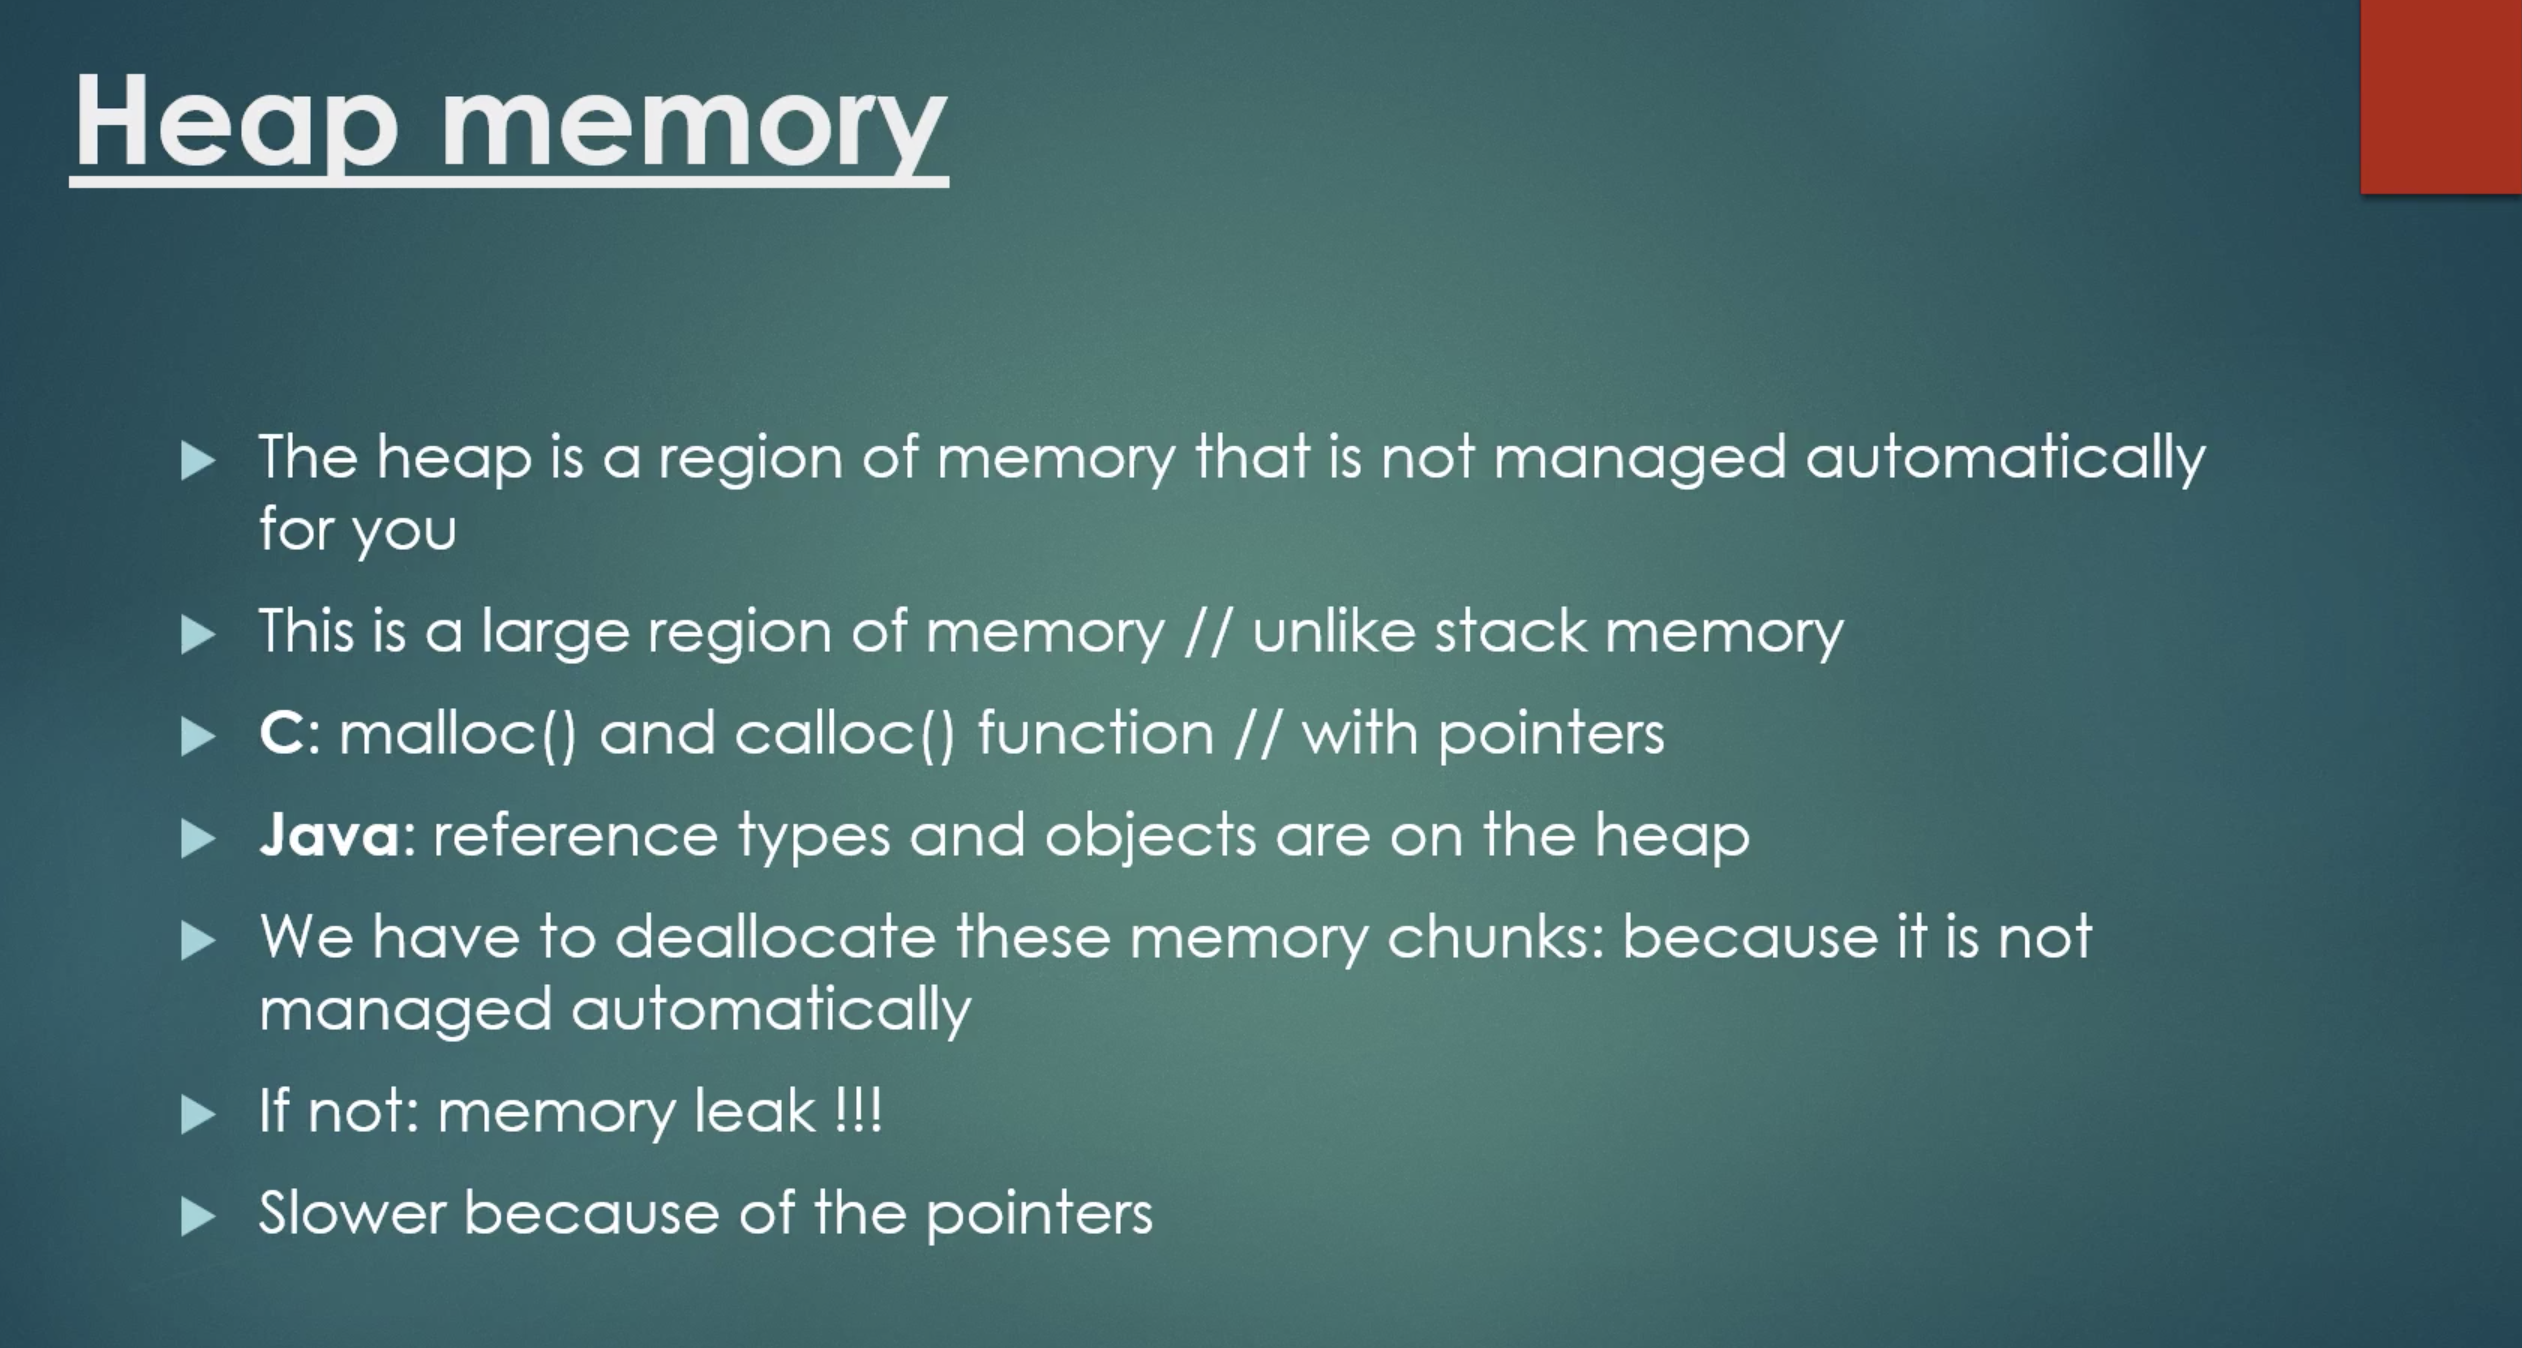 Heap memory
The heap is a region of memory that is not managed automatically
for you
This is a large region of memory // unlike stack memory
C: malloc() and calloc() function // with pointers
Java: reference types and objects are on the heap
We have to deallocate these memory chunks: because it is not
managed automatically
If not: memory leak !!!
Slower because of the pointers